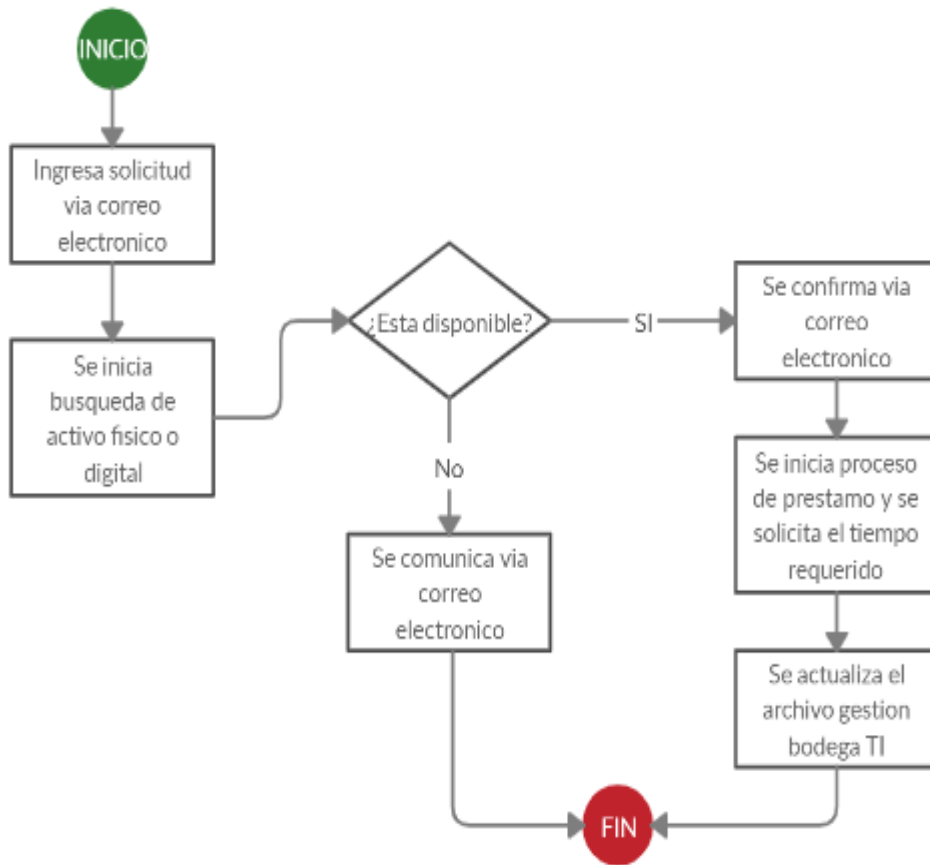 INICIO
Ingresa solicitud
via correo
electronico
Se inicia
busqueda de
activo fisico o
digital
¿Esta disponible?
SI
No
Se comunica via
correo
electronico
Se confirma via
correo
electronico
Se inicia proceso
de prestamo y se
solicita el tiempo
requerido
Se actualiza el
archivo gestion
bodega TI
FIN